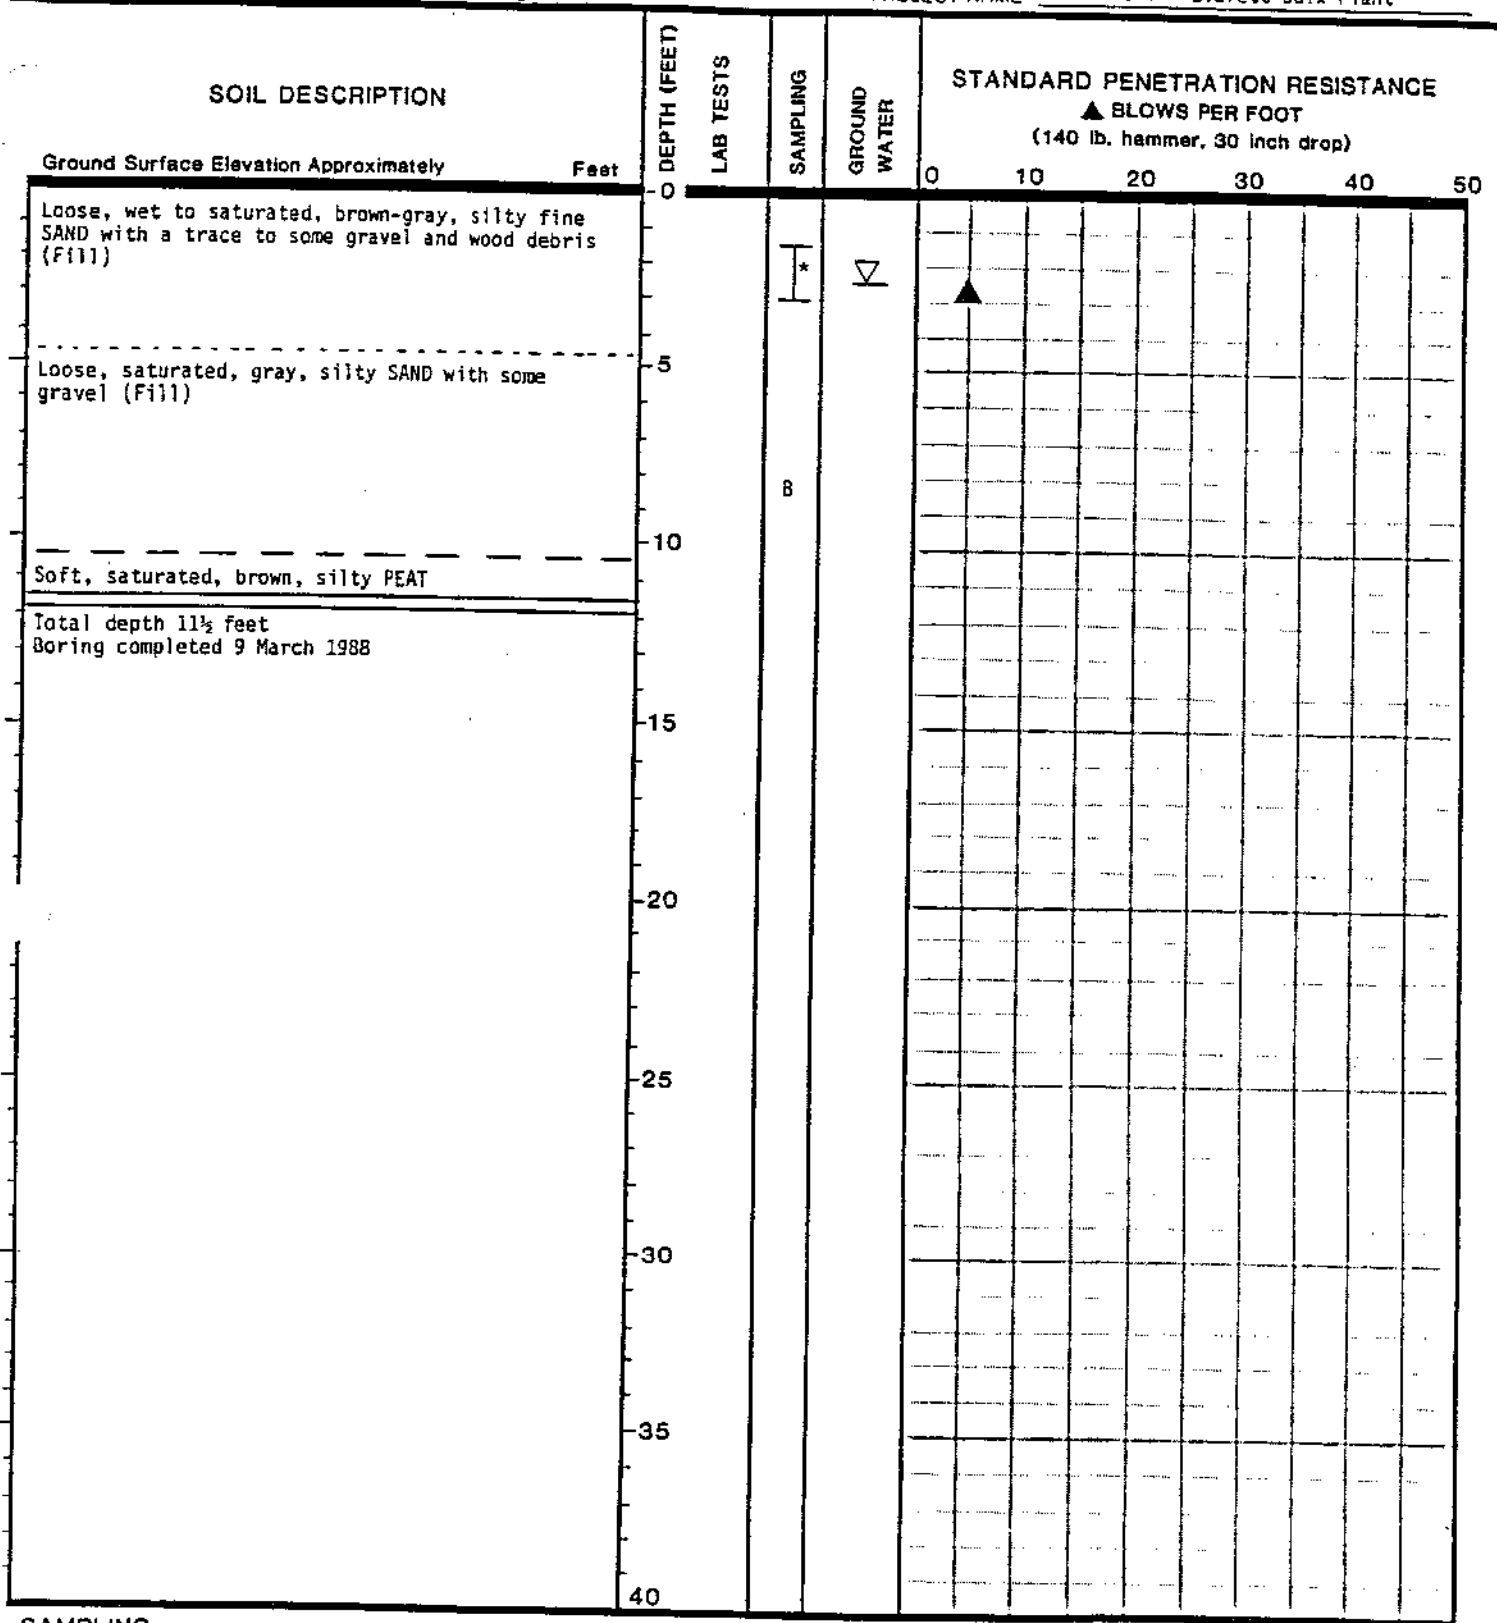 Bulk Plant
SOIL DESCRIPTION
Ground Surface Elevation Approximately Feet
DEPTH (FEET)
LAB TESTS
SAMPLING
GROUND
WATER
STANDARD PENETRATION RESISTANCE
▲ BLOWS PER FOOT
(140 lb. hammer, 30 inch drop)
0 10 20 30 40 50
0
Loose, wet to saturated, brown-gray, silty fine
SAND with a trace to some gravel and wood debris
(Fill)
*
5
Loose, saturated, gray, silty SAND with some
gravel (Fill)
B
10
Soft, saturated, brown, silty PEAT
Total depth 11½ feet
Boring completed 9 March 1988
15
20
25
30
35
40
SAMPLING